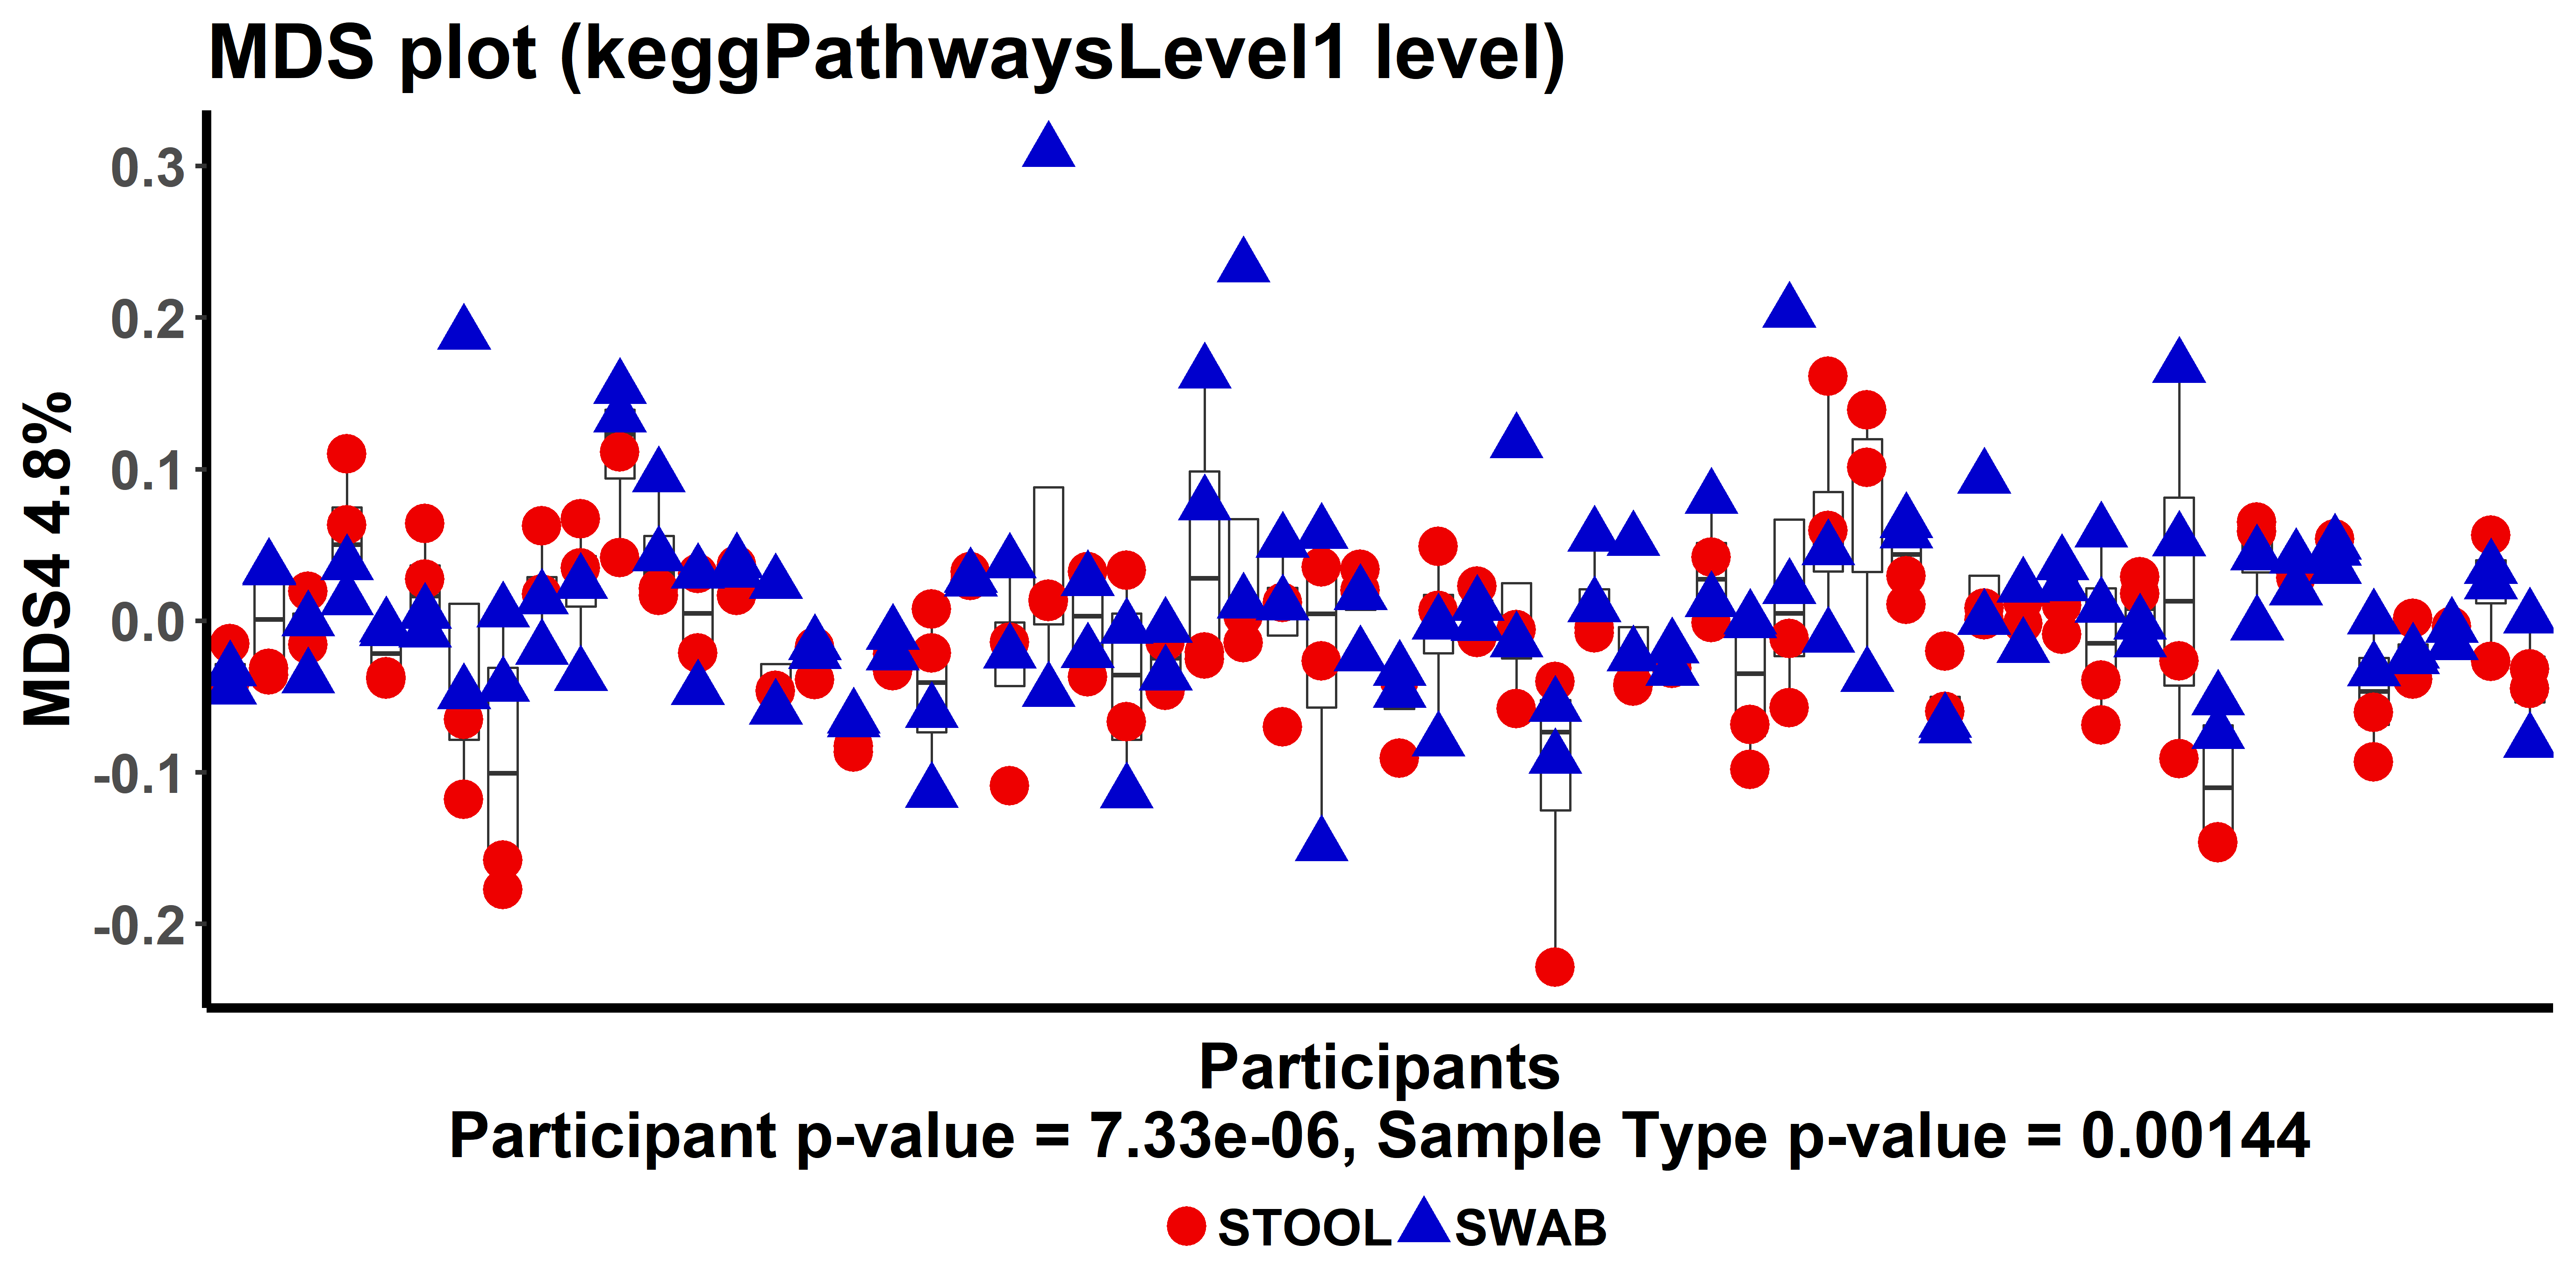 MDS plot (keggPathwaysLevel1 level)
MDS4 4.8%
0.3
0.2
0.1
0.0
-0.1
-0.2
Participants
Participant p-value = 7.33e-06, Sample Type p-value = 0.00144
STOOL SWAB